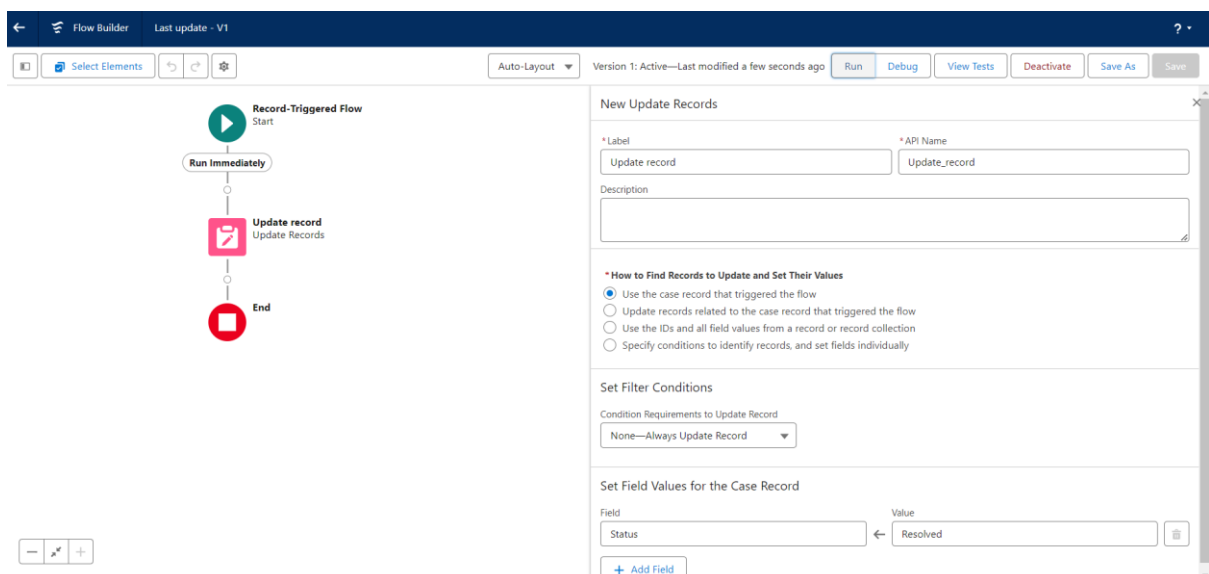 Flow Builder Last update - V1 ?
Select Elements Auto-Layout Version 1: Active—Last modified a few seconds ago Run Debug View Tests Deactivate Save As Save
Record-Triggered Flow
Start
Run Immediately
Update record
Update Records
End
New Update Records
*Label *API Name
Update record Update_record
Description
*How to Find Records to Update and Set Their Values
Use the case record that triggered the flow
Update records related to the case record that triggered the flow
Use the IDs and all field values from a record or record collection
Specify conditions to identify records, and set fields individually
Set Filter Conditions
Condition Requirements to Update Record
None—Always Update Record
Set Field Values for the Case Record
Field Value
Status Resolved
+ Add Field